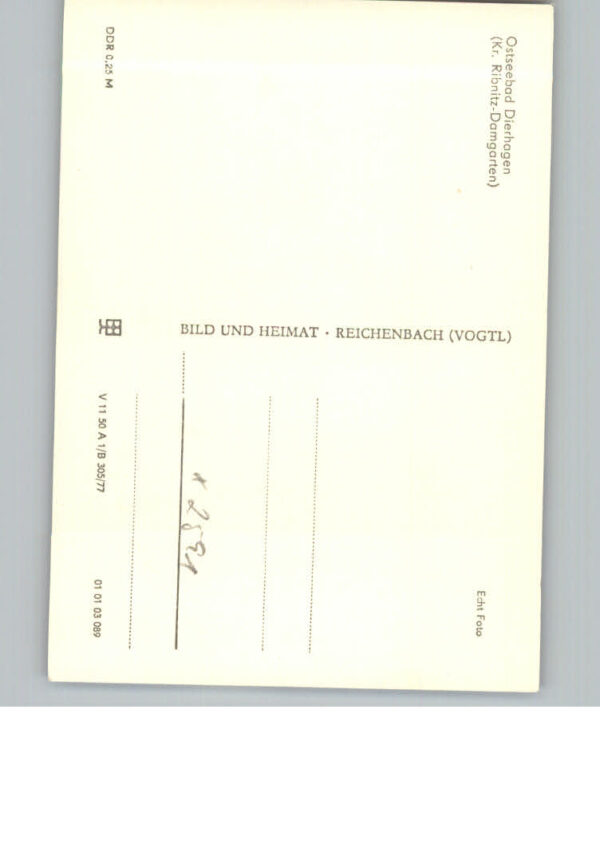 Ostseebad Dierhagen
(Kr. Ribnitz-Damgarten)
DDR 0,25 M
BILD UND HEIMAT · REICHENBACH (VOGTL)
V 11 50 A 1/B 305/77
01 01 03 089
Echt Foto